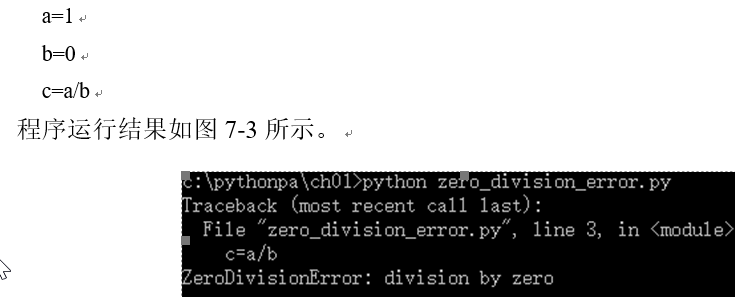 a=1
b=0
c=a/b
程序运行结果如图 7-3 所示。
c:\pythonpa\ch01>python zero_division_error.py
Traceback (most recent call last):
  File "zero_division_error.py", line 3, in <module>
    c=a/b
ZeroDivisionError: division by zero